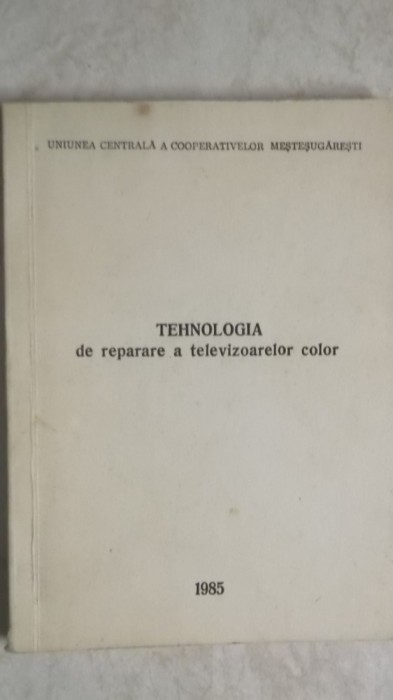 UNIUNEA CENTRALĂ A COOPERATIVELOR MEŞTEŞUGĂREŞTI
TEHNOLOGIA
de reparare a televizoarelor color
1985